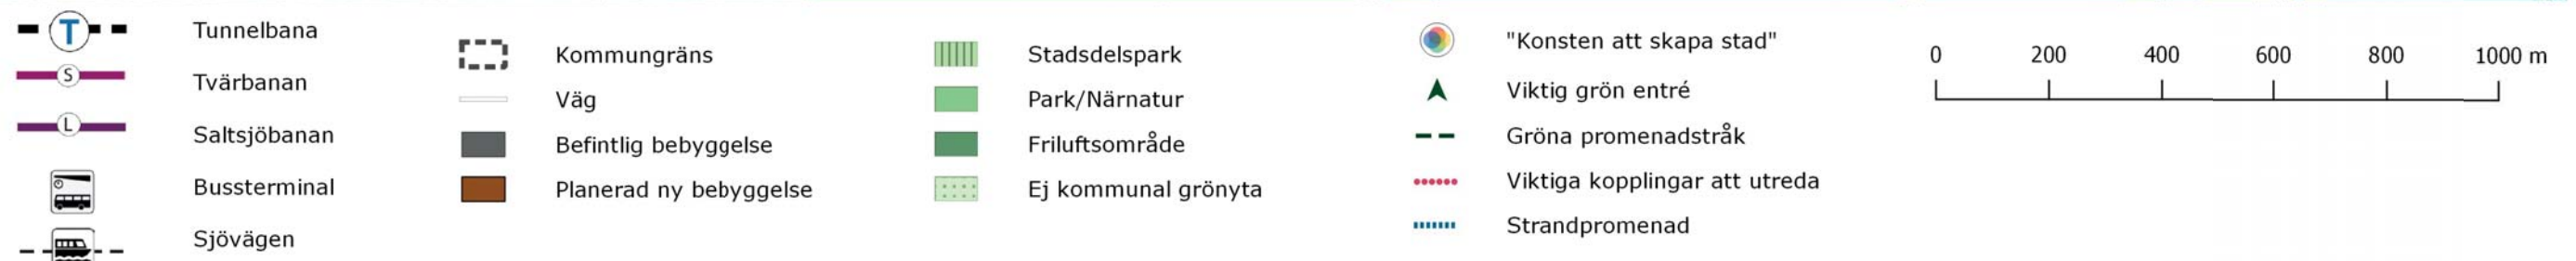 T Tunnelbana
S Tvärbanan
L Saltsjöbanan
Bussterminal
Sjövägen
Kommungräns
Väg
Befintlig bebyggelse
Planerad ny bebyggelse
Stadsdelspark
Park/Närnatur
Friluftsområde
Ej kommunal grönyta
"Konsten att skapa stad"
Viktig grön entré
Gröna promenadstråk
Viktiga kopplingar att utreda
Strandpromenad
0 200 400 600 800 1000 m